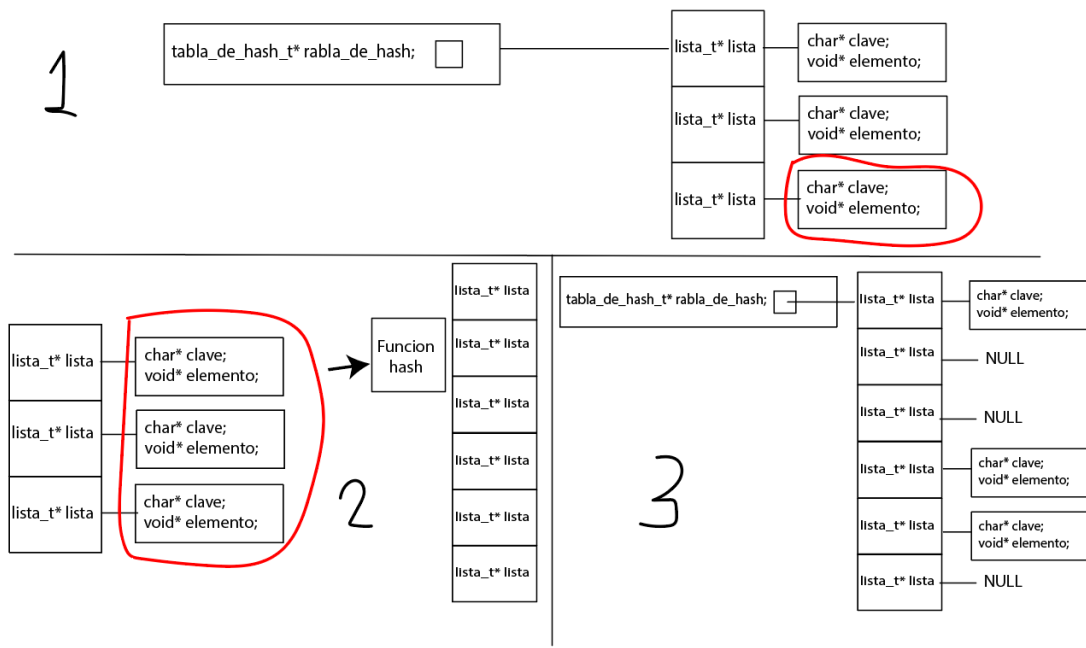 1
tabla_de_hash_t* rabla_de_hash;
lista_t* lista
char* clave;
void* elemento;
lista_t* lista
char* clave;
void* elemento;
lista_t* lista
char* clave;
void* elemento;
2
lista_t* lista
char* clave;
void* elemento;
lista_t* lista
char* clave;
void* elemento;
lista_t* lista
char* clave;
void* elemento;
Funcion
hash
lista_t* lista
lista_t* lista
lista_t* lista
lista_t* lista
lista_t* lista
lista_t* lista
3
tabla_de_hash_t* rabla_de_hash;
lista_t* lista
char* clave;
void* elemento;
lista_t* lista
NULL
lista_t* lista
NULL
lista_t* lista
char* clave;
void* elemento;
lista_t* lista
char* clave;
void* elemento;
lista_t* lista
NULL